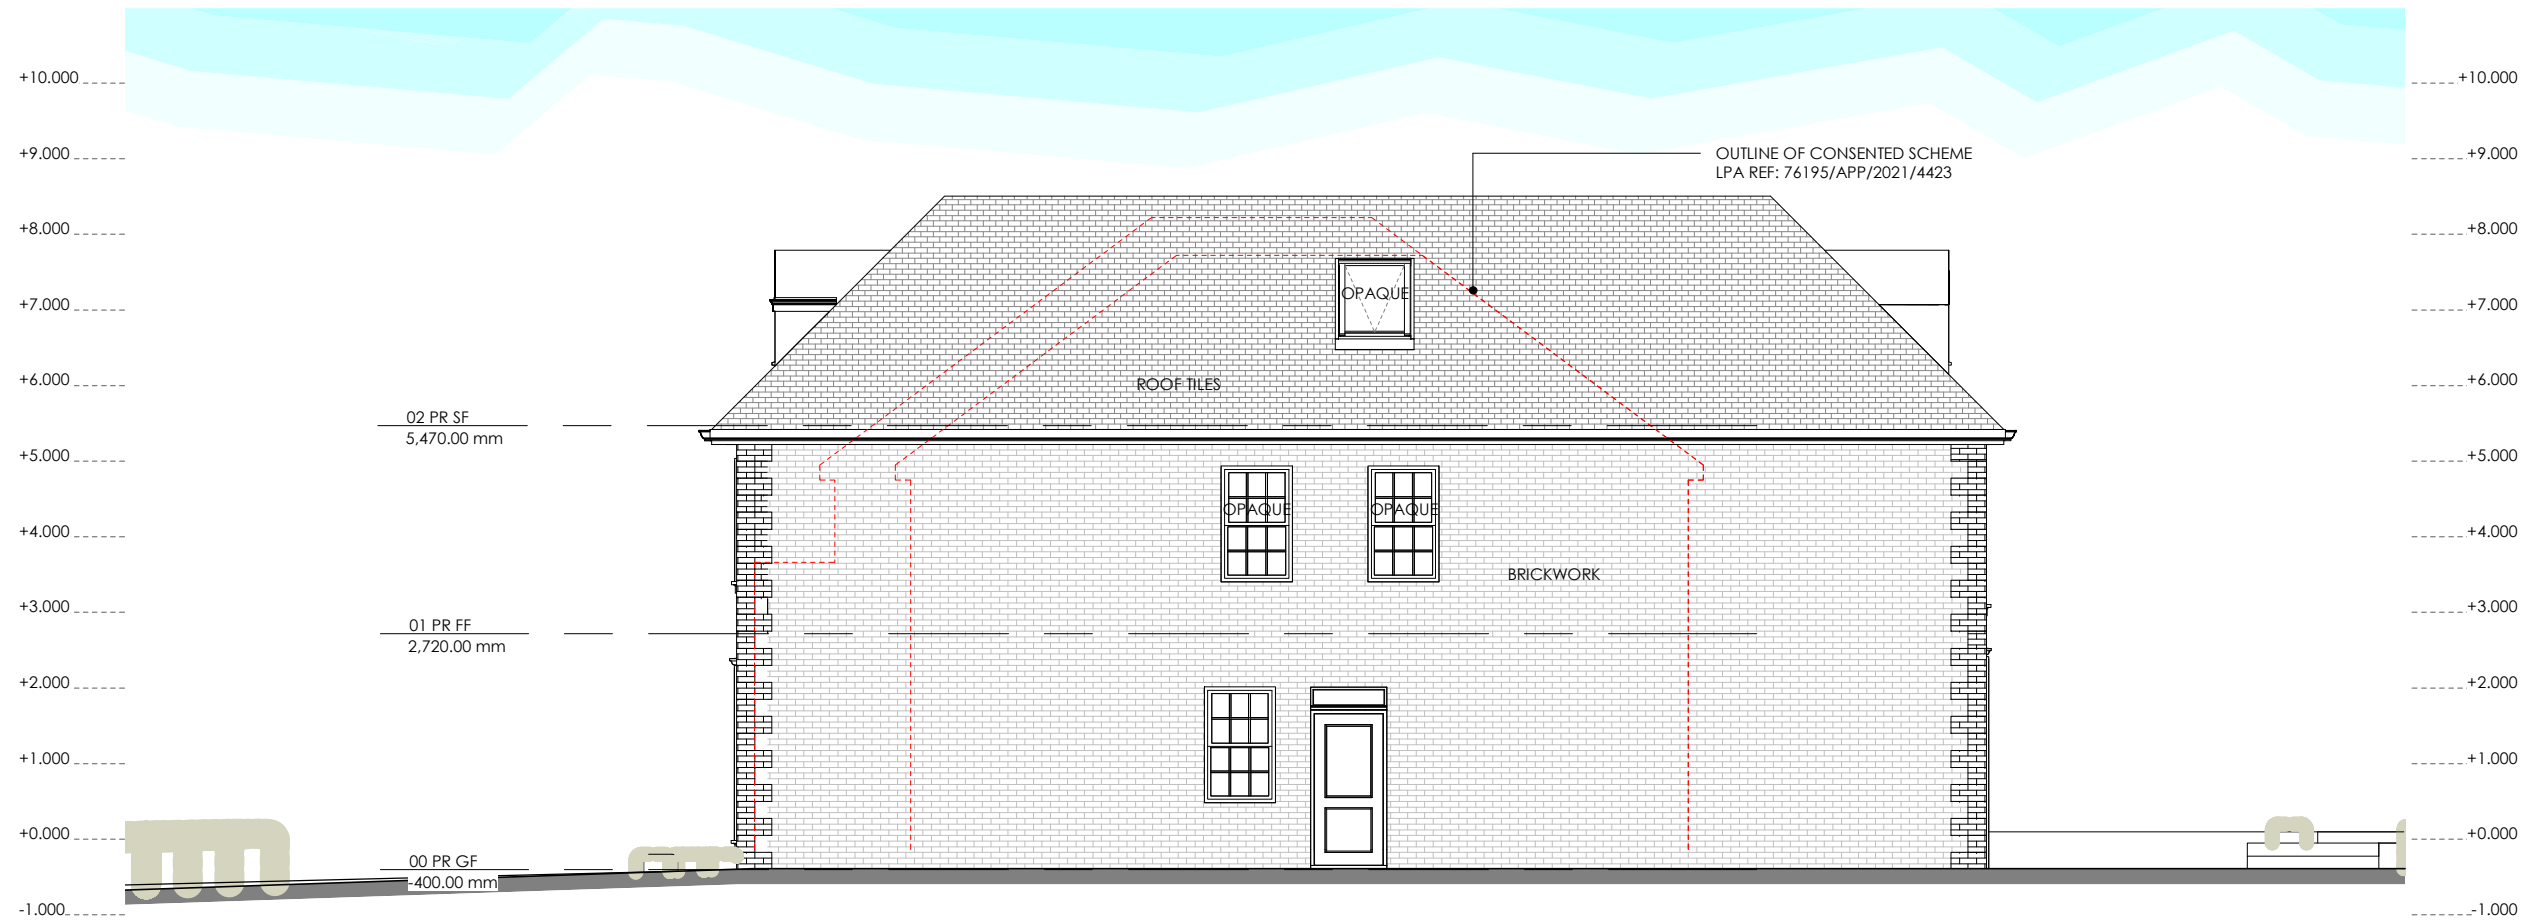 +10.000
+10.000
+9.000
OUTLINE OF CONSENTED SCHEME
+9.000
LPA REF: 76195/APP/2021/4423
+8.000
+8.000
+7.000
OPAQUE
+7.000
+6.000
ROOF TILES
+6.000
02 PR SF
5,470.00 mm
+5.000
+5.000
+4.000
OPAQUE
OPAQUE
+4.000
BRICKWORK
+3.000
+3.000
01 PR FF
2,720.00 mm
+2.000
+2.000
+1.000
+1.000
+0.000
+0.000
00 PR GF
-400.00 mm
-1.000
-1.000